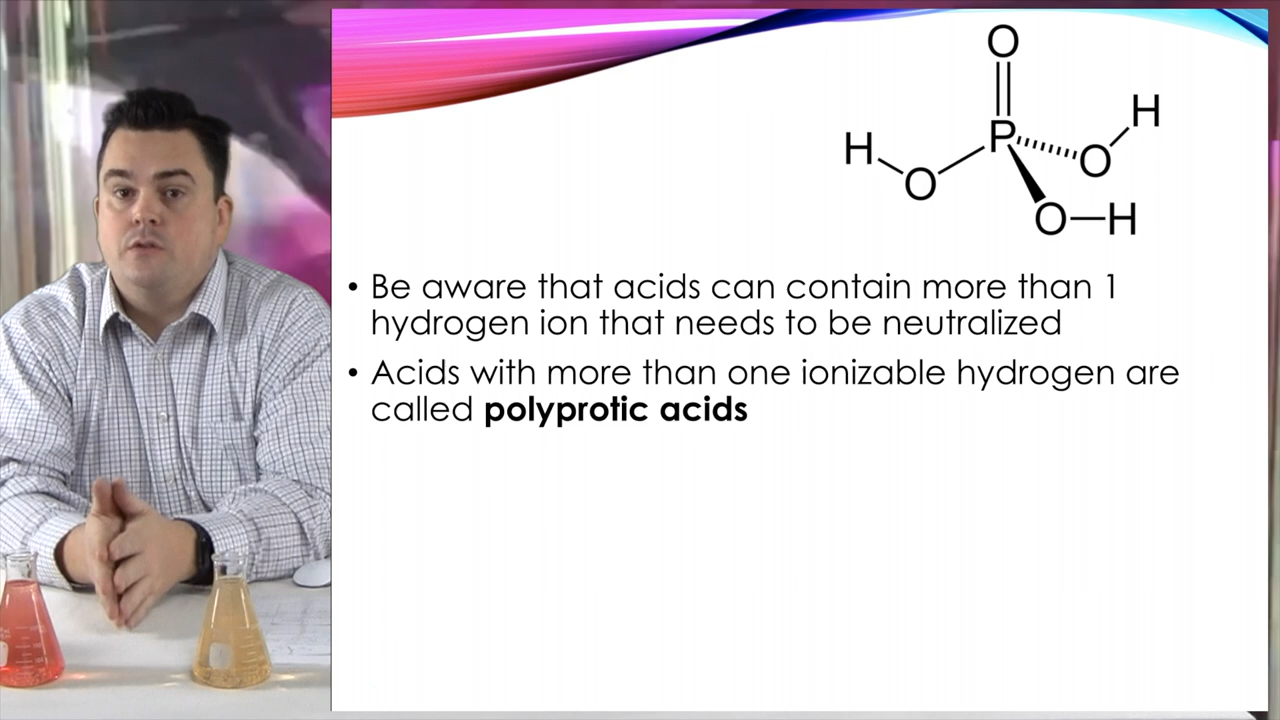 O
P
H
O
O
H
O
H
• Be aware that acids can contain more than 1
hydrogen ion that needs to be neutralized
• Acids with more than one ionizable hydrogen are
called polyprotic acids